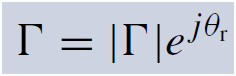 Γ = |Γ|e^{jθ_r}